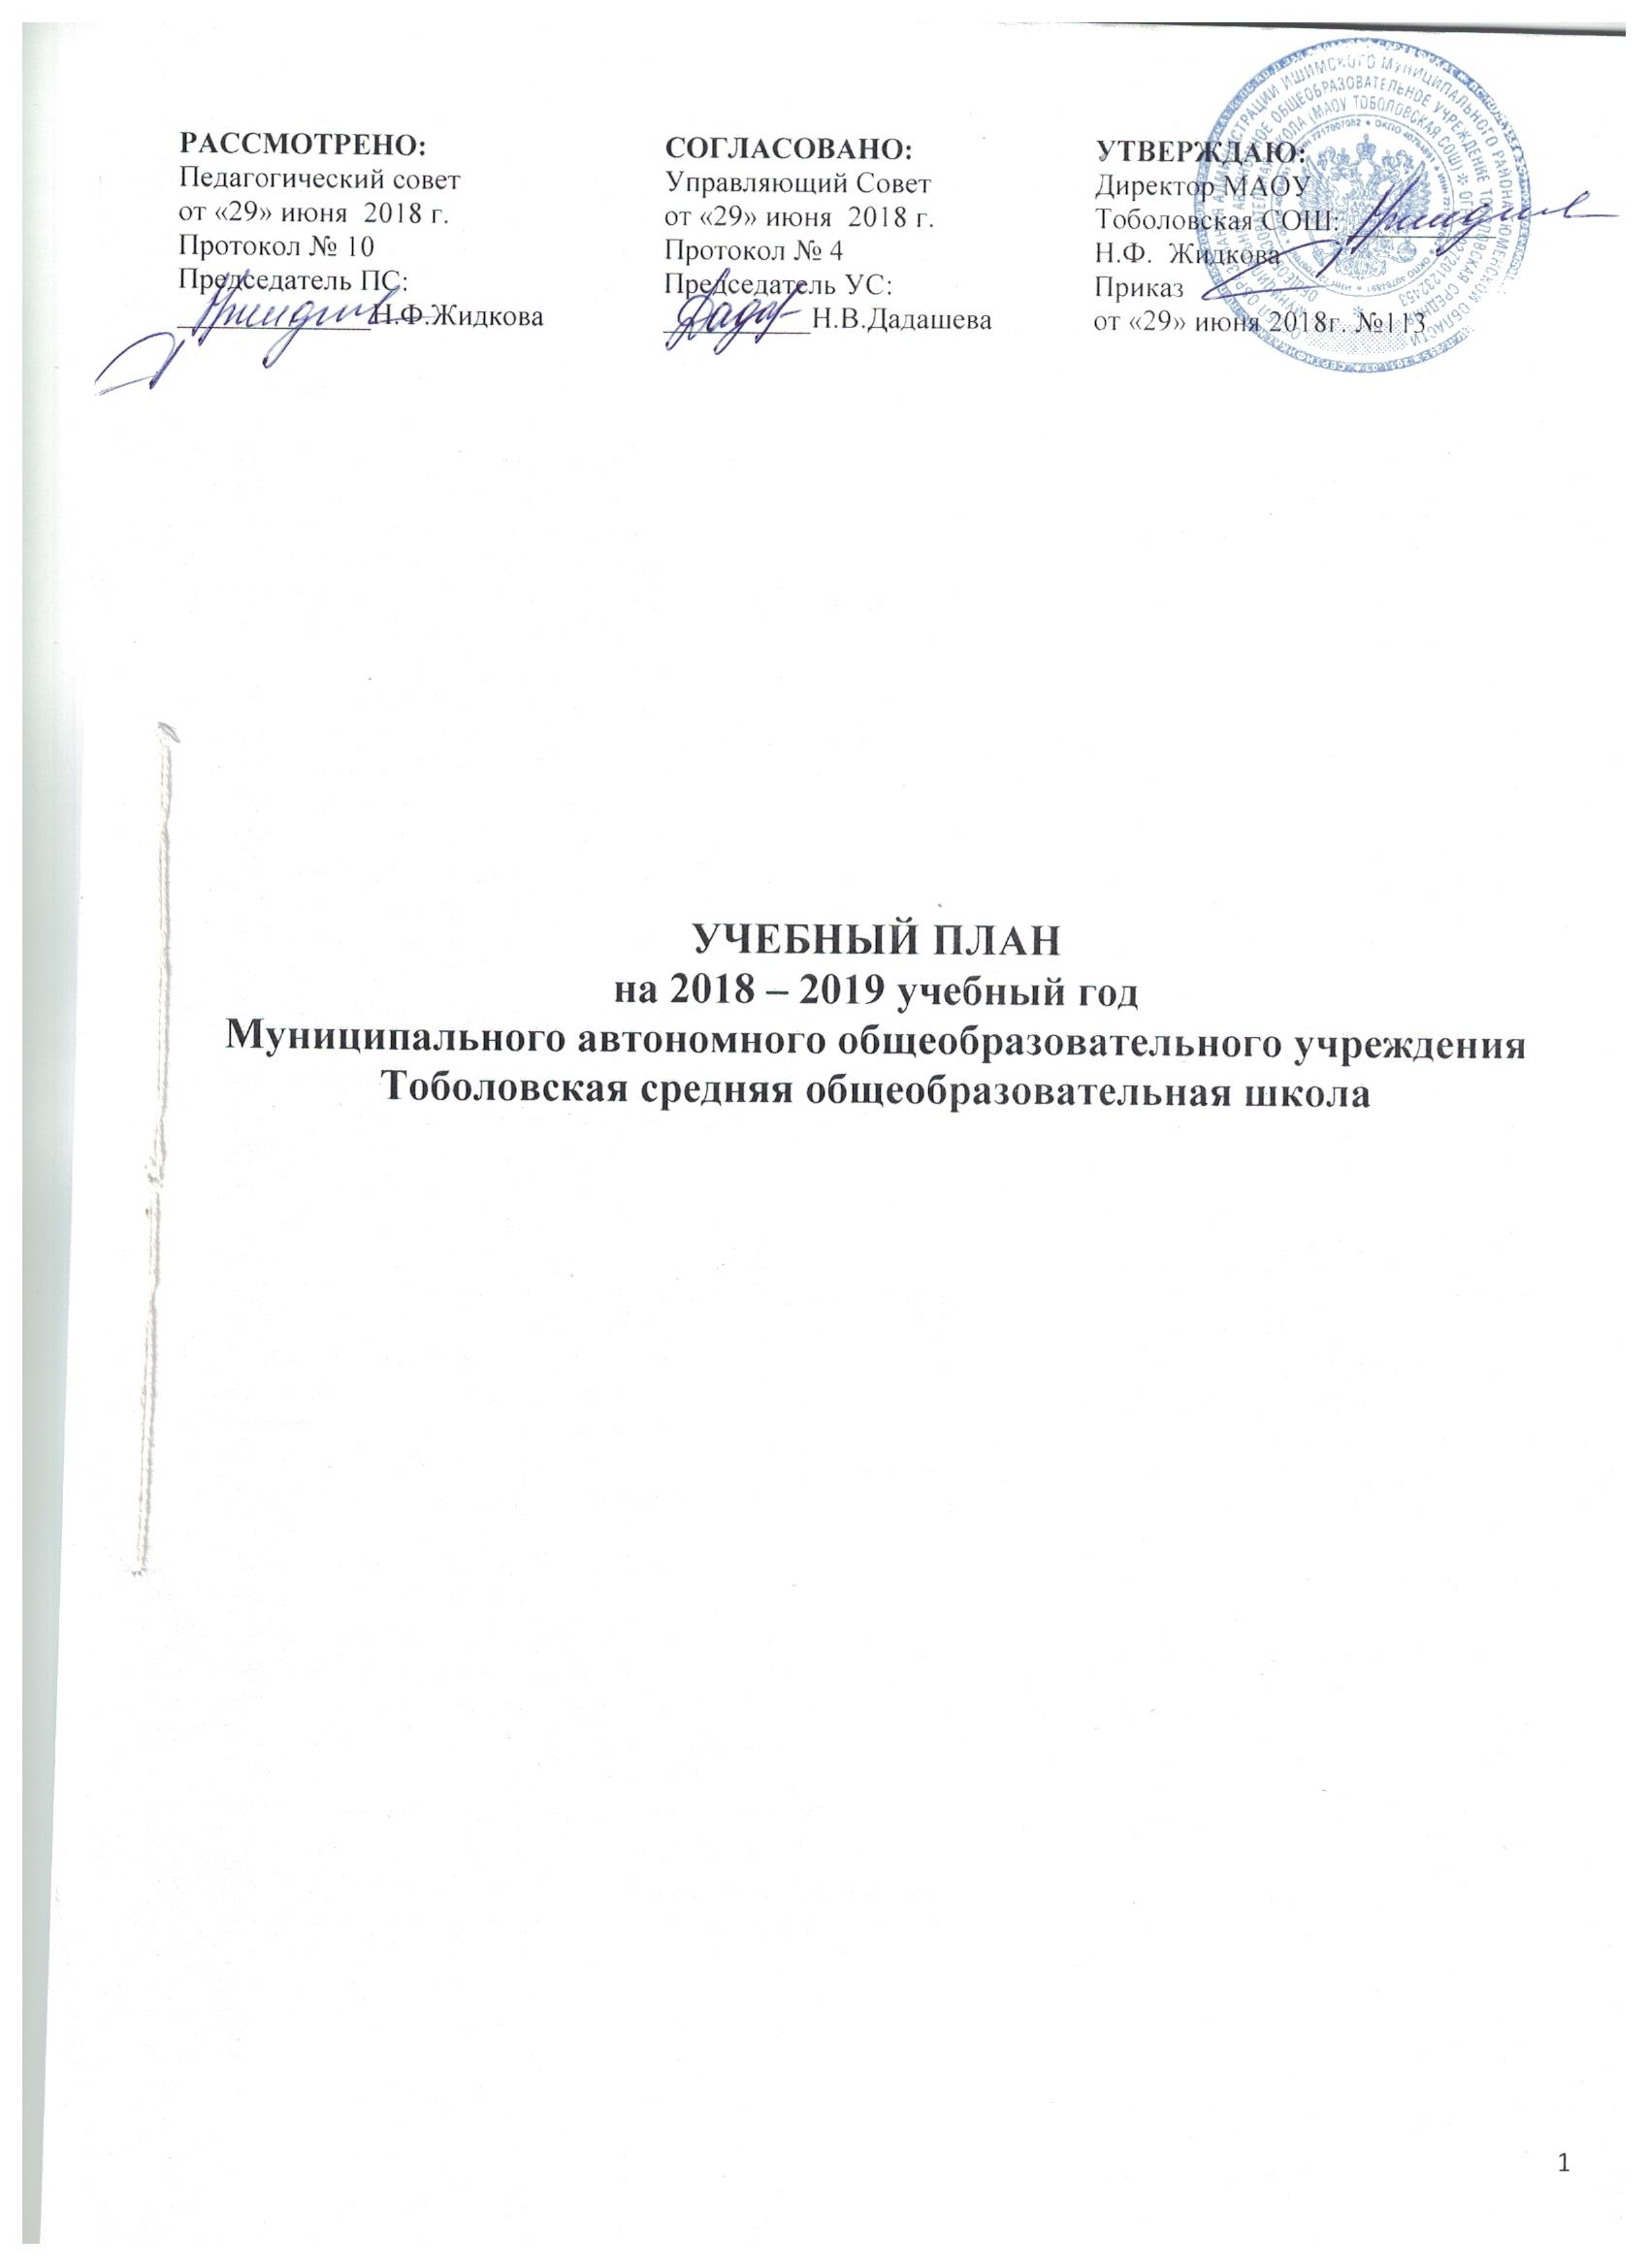 РАССМОТРЕНО:
Педагогический совет
от «29» июня 2018 г.
Протокол № 10
Председатель ПС:
Н.Ф.Жидкова
СОГЛАСОВАНО:
Управляющий Совет
от «29» июня 2018 г.
Протокол № 4
Председатель УС:
Н.В.Дадашева
УТВЕРЖДАЮ:
Директор МАОУ
Тоболовская СОШ:
Н.Ф. Жидкова
Приказ
от «29» июня 2018г. №113
УЧЕБНЫЙ ПЛАН
на 2018 – 2019 учебный год
Муниципального автономного общеобразовательного учреждения
Тоболовская средняя общеобразовательная школа
1